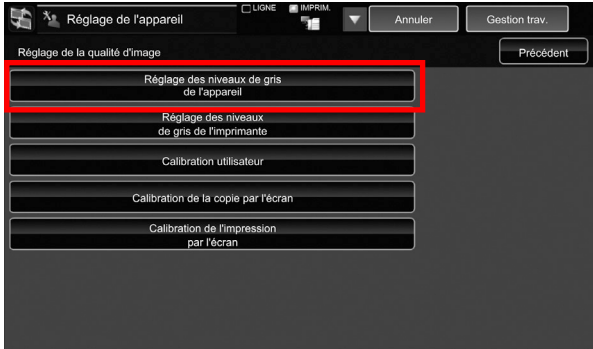 LIGNE IMPRIM.
Réglage de l'appareil Annuler Gestion trav.
Réglage de la qualité d'image Précédent
Réglage des niveaux de gris
de l'appareil
Réglage des niveaux
de gris de l'imprimante
Calibration utilisateur
Calibration de la copie par l'écran
Calibration de l'impression
par l'écran